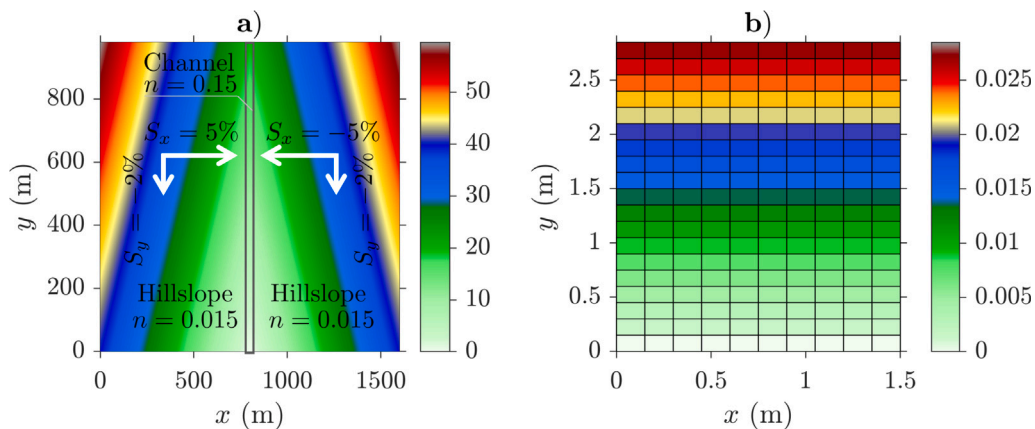 a)
Channel
n = 0.15
S_x = 5%
S_x = −5%
S_y = −2%
S_y = −2%
Hillslope
n = 0.015
Hillslope
n = 0.015
800
600
400
200
0
y (m)
0
500
1000
1500
x (m)
50
40
30
20
10
0
b)
2.5
2
1.5
1
0.5
0
y (m)
0
0.5
1
1.5
x (m)
0.025
0.02
0.015
0.01
0.005